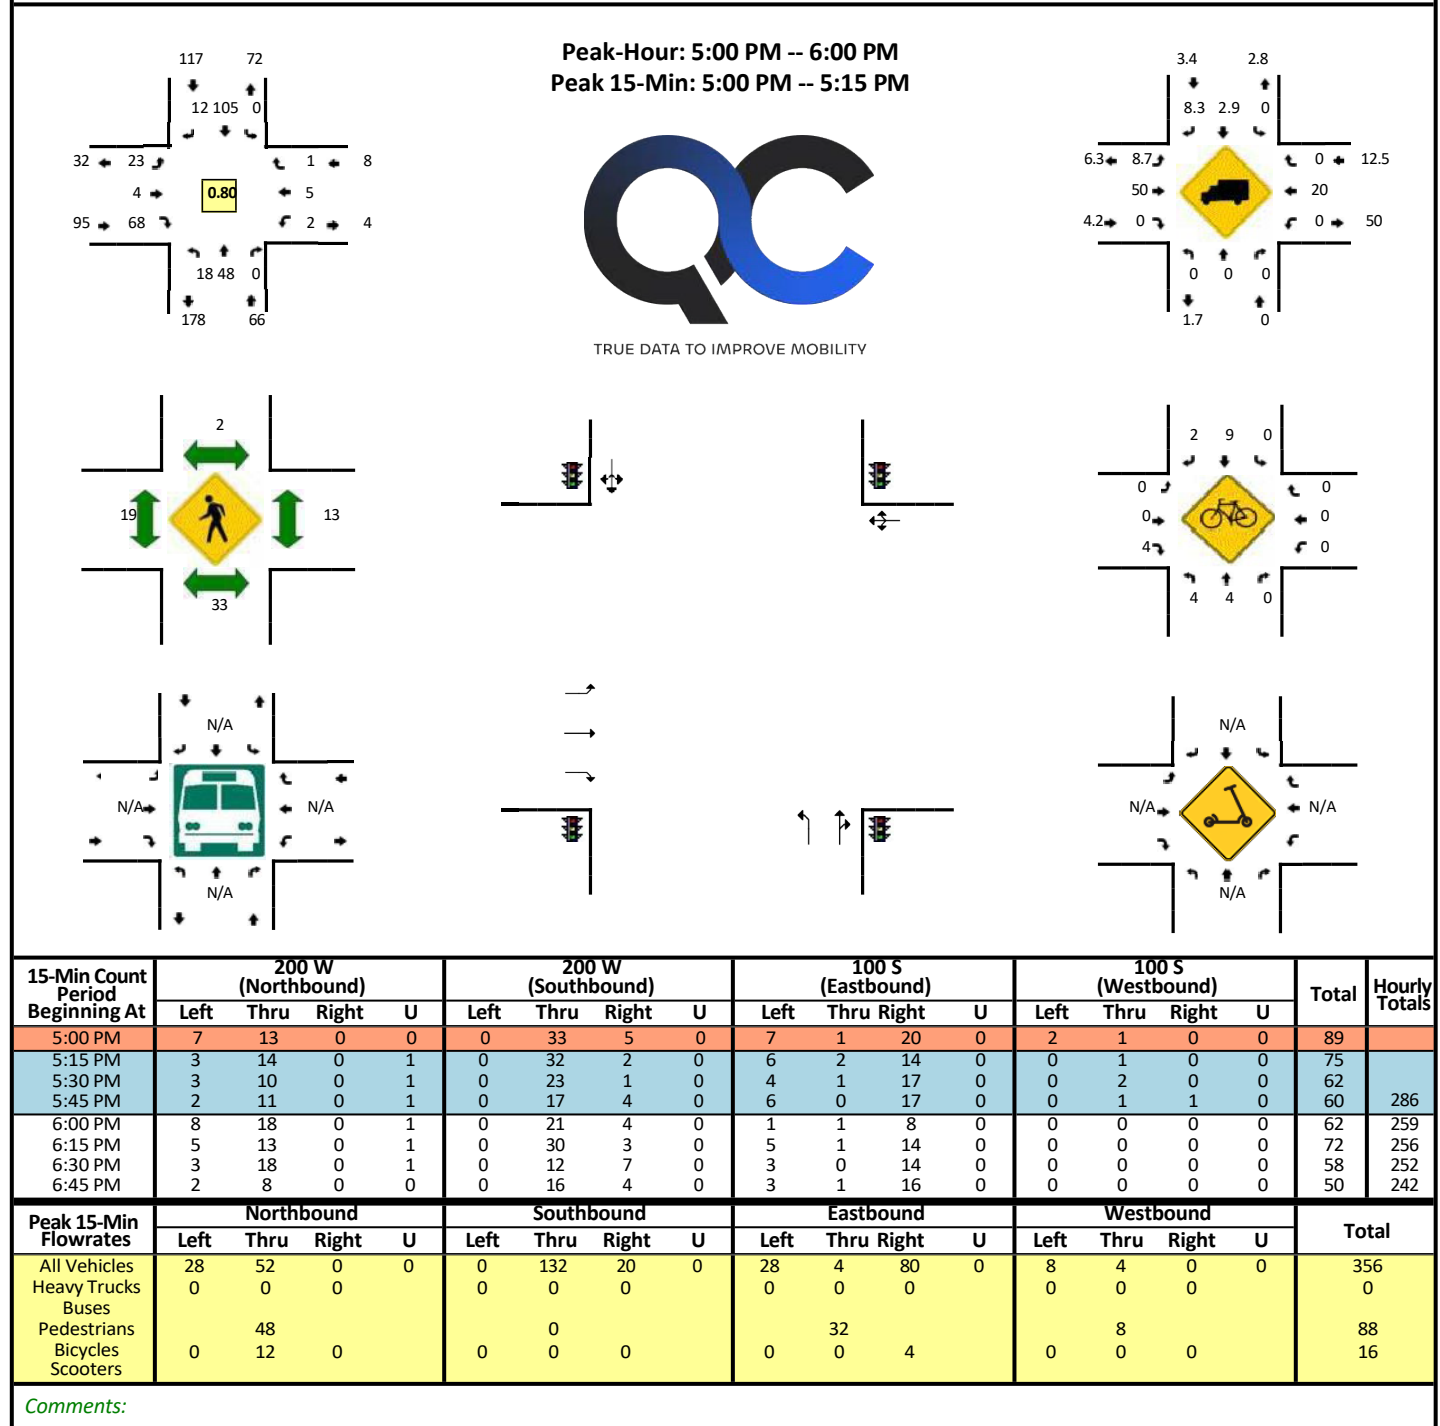 Peak-Hour: 5:00 PM -- 6:00 PM
Peak 15-Min: 5:00 PM -- 5:15 PM
117 72
12 105 0
32 23 1 8
4 0.80 5
95 68 2 4
18 48 0
178 66
TRUE DATA TO IMPROVE MOBILITY
3.4 2.8
8.3 2.9 0
6.3 8.7 0 12.5
50 20
4.2 0 0 50
0 0 0
1.7 0
2
19 13
33
2 9 0
0 0
0 0
4 0
4 4 0
N/A
N/A N/A
N/A
N/A
N/A N/A
N/A
15-Min Count Period Beginning At 200 W (Northbound) 200 W (Southbound) 100 S (Eastbound) 100 S (Westbound) Total Hourly Totals
Left Thru Right U Left Thru Right U Left Thru Right U Left Thru Right U
5:00 PM 7 13 0 0 0 33 5 0 7 1 20 0 2 1 0 0 89
5:15 PM 3 14 0 1 0 32 2 0 6 2 14 0 0 1 0 0 75
5:30 PM 3 10 0 1 0 23 1 0 4 1 17 0 0 2 0 0 62
5:45 PM 2 11 0 1 0 17 4 0 6 0 17 0 0 1 1 0 60 286
6:00 PM 8 18 0 1 0 21 4 0 1 1 8 0 0 0 0 0 62 259
6:15 PM 5 13 0 1 0 30 3 0 5 1 14 0 0 0 0 0 72 256
6:30 PM 3 18 0 1 0 12 7 0 3 0 14 0 0 0 0 0 58 252
6:45 PM 2 8 0 0 0 16 4 0 3 1 16 0 0 0 0 0 50 242
Peak 15-Min Flowrates Northbound Southbound Eastbound Westbound Total
Left Thru Right U Left Thru Right U Left Thru Right U Left Thru Right U
All Vehicles 28 52 0 0 0 132 20 0 28 4 80 0 8 4 0 0 356
Heavy Trucks 0 0 0 0 0 0 0 0 0 0 0 0 0
Buses
Pedestrians 48 0 32 8 88
Bicycles 0 12 0 0 0 0 0 0 4 0 0 0 16
Scooters
Comments: